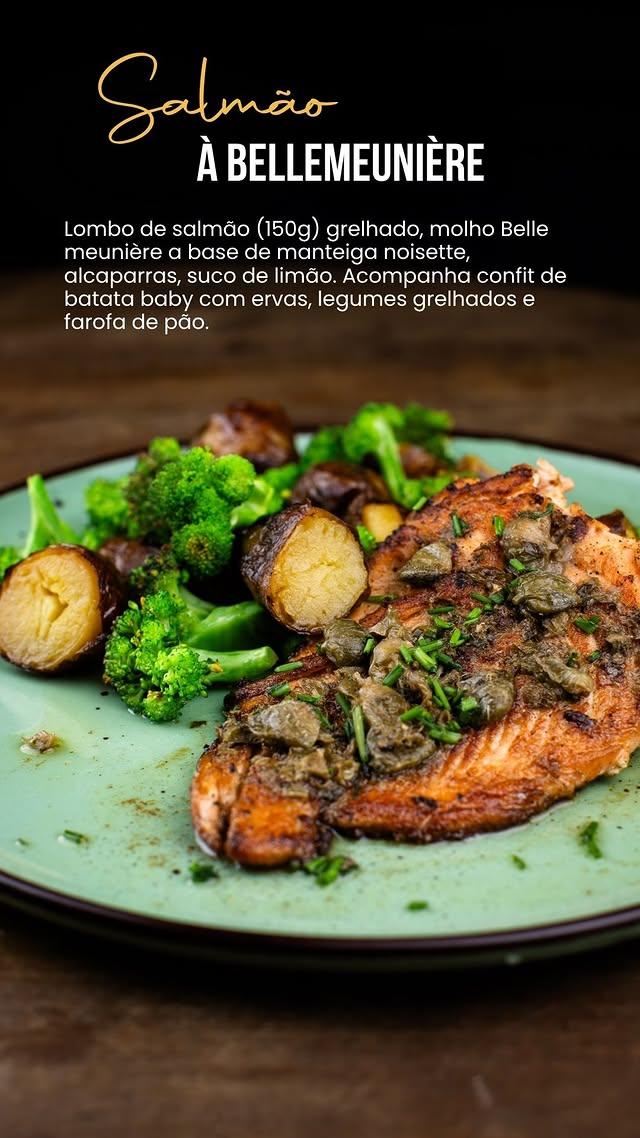 Salmão
À BELLEMEUNIÈRE
Lombo de salmão (150g) grelhado, molho Belle
meunière a base de manteiga noisette,
alcaparras, suco de limão. Acompanha confit de
batata baby com ervas, legumes grelhados e
farofa de pão.